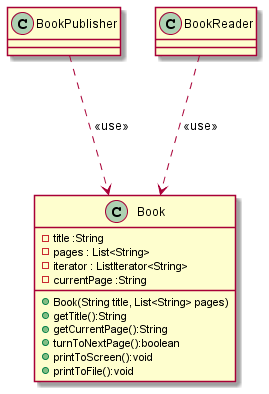 C BookPublisher
C BookReader
«use»
«use»
C Book
title :String
pages : List<String>
iterator : ListIterator<String>
currentPage :String
Book(String title, List<String> pages)
getTitle():String
getCurrentPage():String
turnToNextPage():boolean
printToScreen():void
printToFile():void